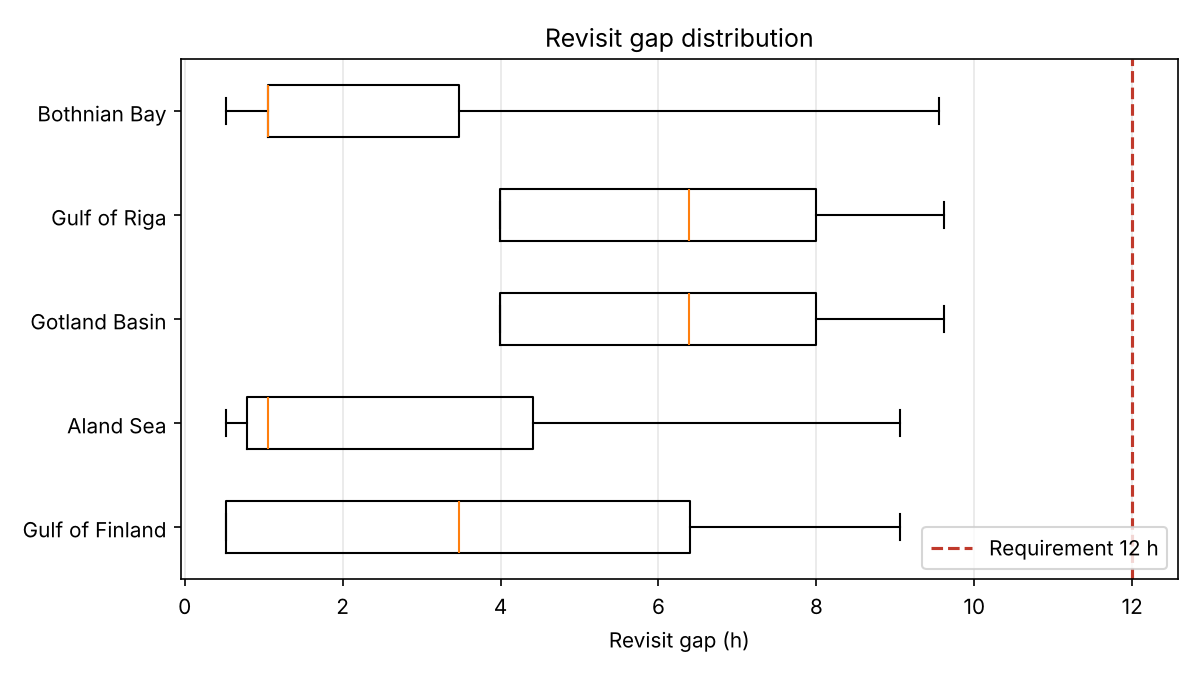 Revisit gap distribution
Bothnian Bay
Gulf of Riga
Gotland Basin
Aland Sea
Gulf of Finland
Requirement 12 h
0 2 4 6 8 10 12
Revisit gap (h)